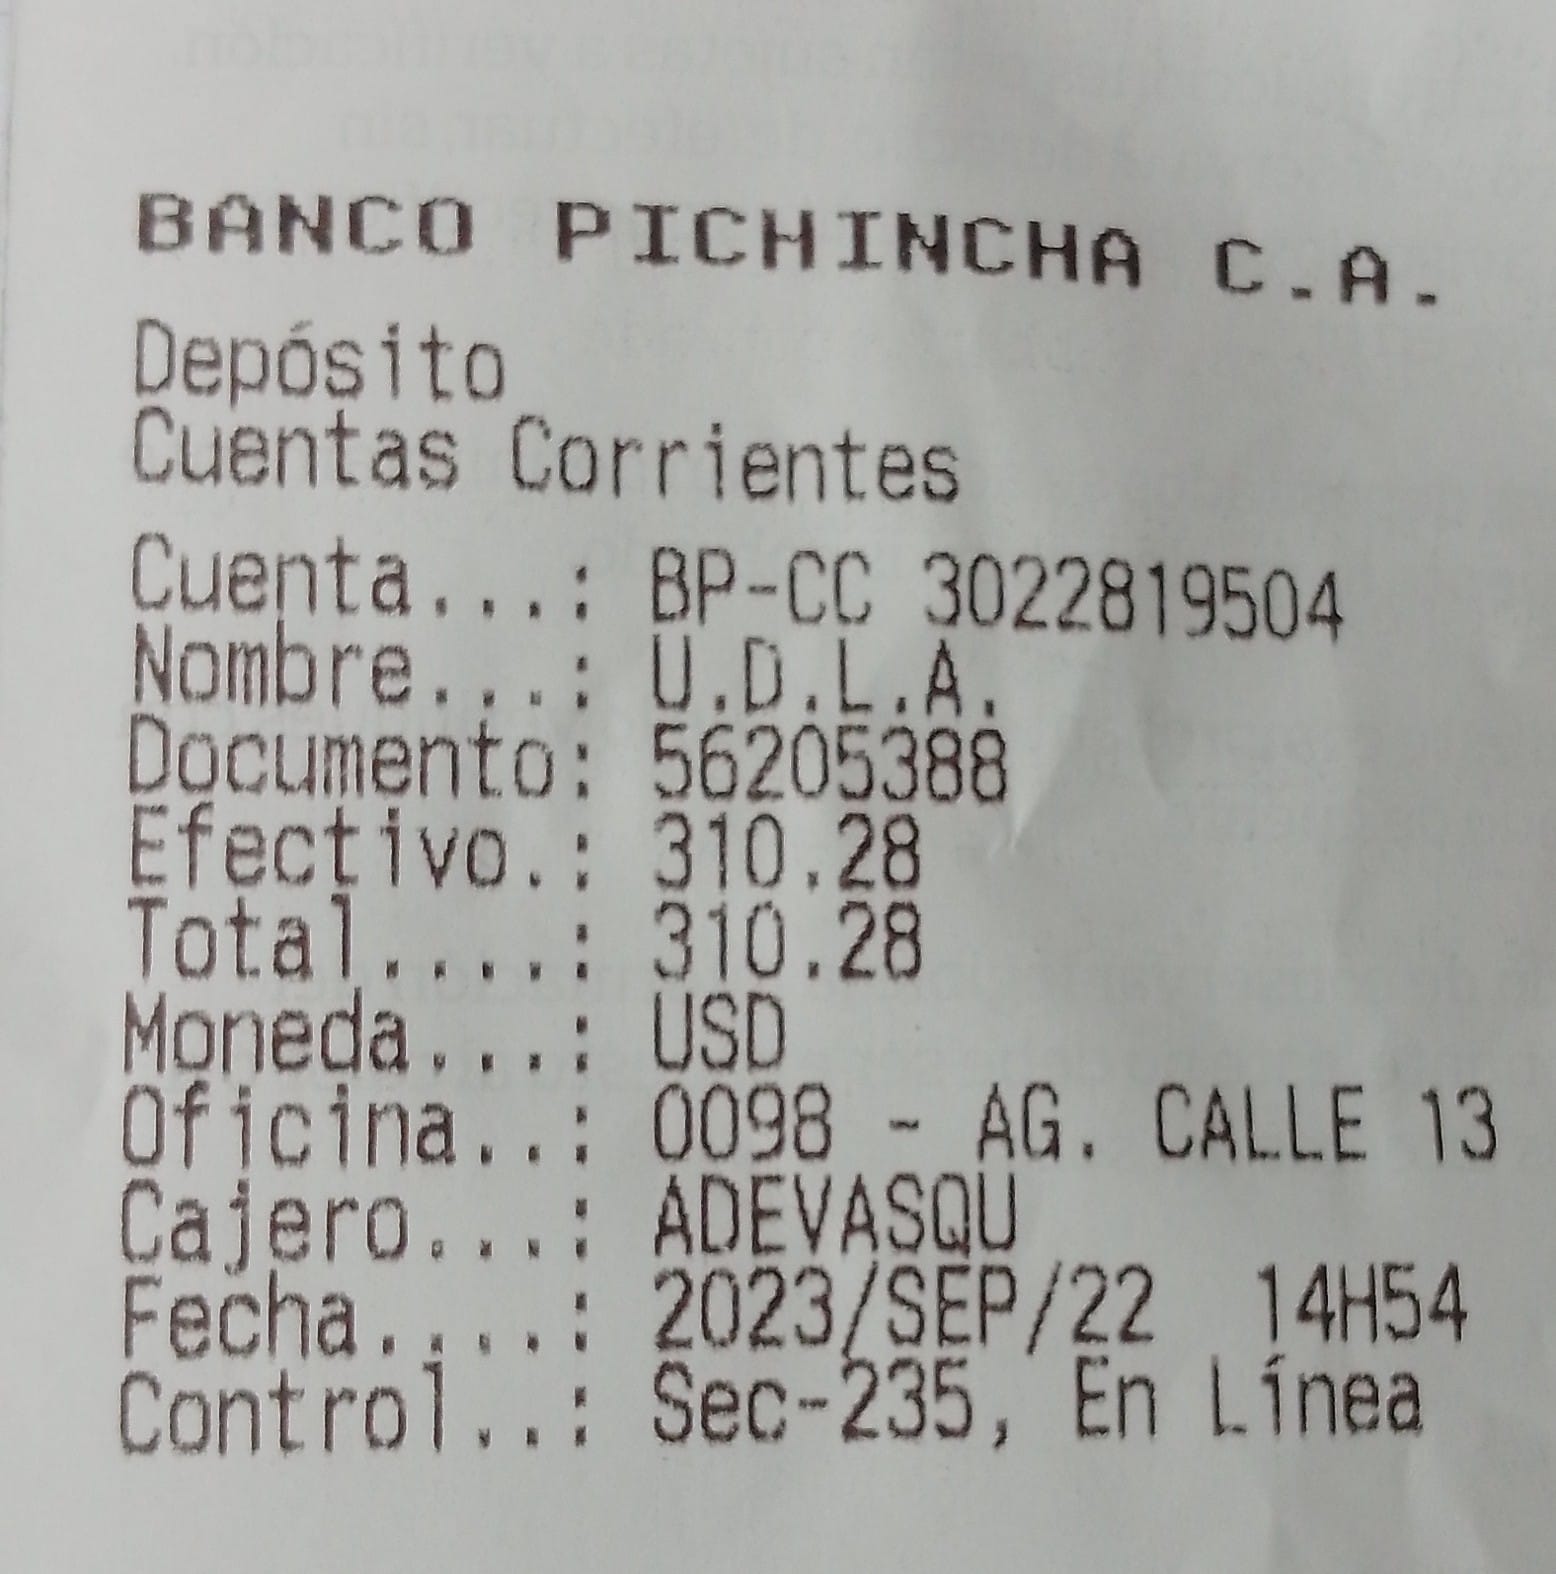 BANCO PICHINCHA C.A.
Depósito
Cuentas Corrientes
Cuenta...: BP-CC 3022819504
Nombre...: U.D.L.A.
Documento: 56205388
Efectivo.: 310.28
Total....: 310.28
Moneda...: USD
Oficina..: 0098 - AG. CALLE 13
Cajero...: ADEVASQU
Fecha....: 2023/SEP/22 14H54
Control..: Sec-235, En Línea